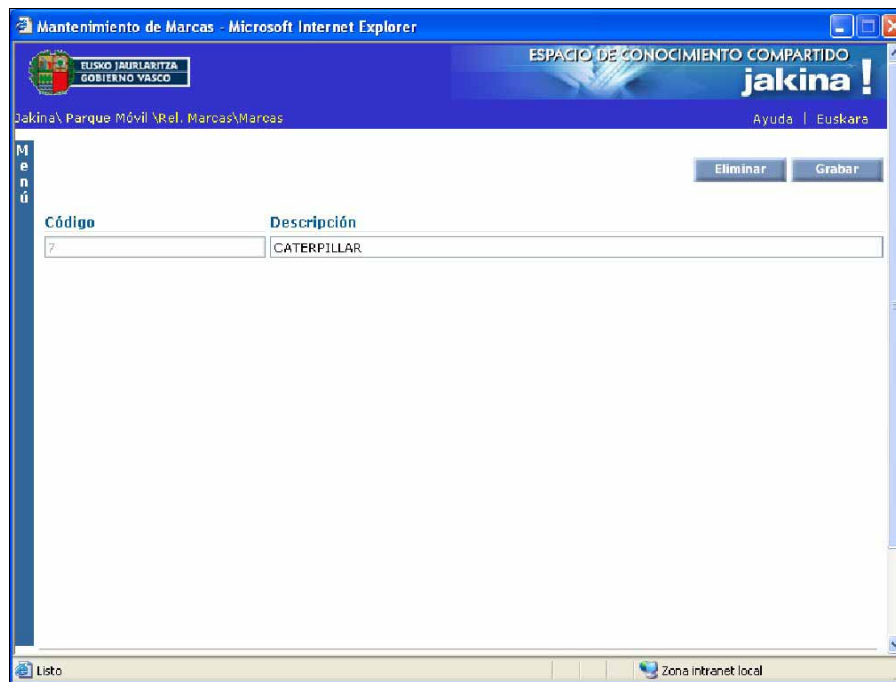 Mantenimiento de Marcas - Microsoft Internet Explorer
EUSKO JAURLARITZA
GOBIERNO VASCO
ESPACIO DE CONOCIMIENTO COMPARTIDO
jakina !
Jakina\ Parque Móvil \Rel. Marcas\Marcas
Ayuda | Euskara
Menú
Eliminar Grabar
Código Descripción
7 CATERPILLAR
Listo
Zona intranet local